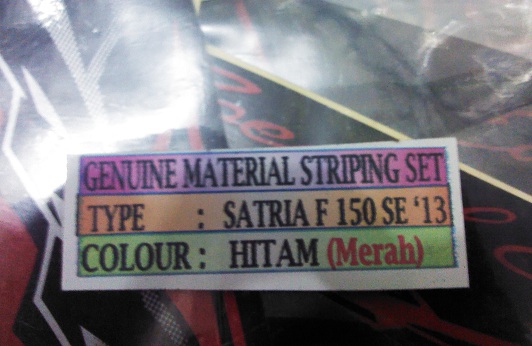 GENUINE MATERIAL STRIPING SET
TYPE : SATRIA F 150 SE '13
COLOUR : HITAM (Merah)